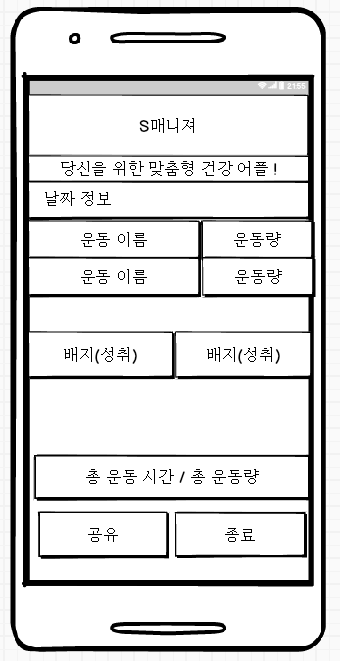 2155
S매니져
당신을 위한 맞춤형 건강 어플 !
날짜 정보
운동 이름 운동량
운동 이름 운동량
배지(성취) 배지(성취)
총 운동 시간 / 총 운동량
공유 종료